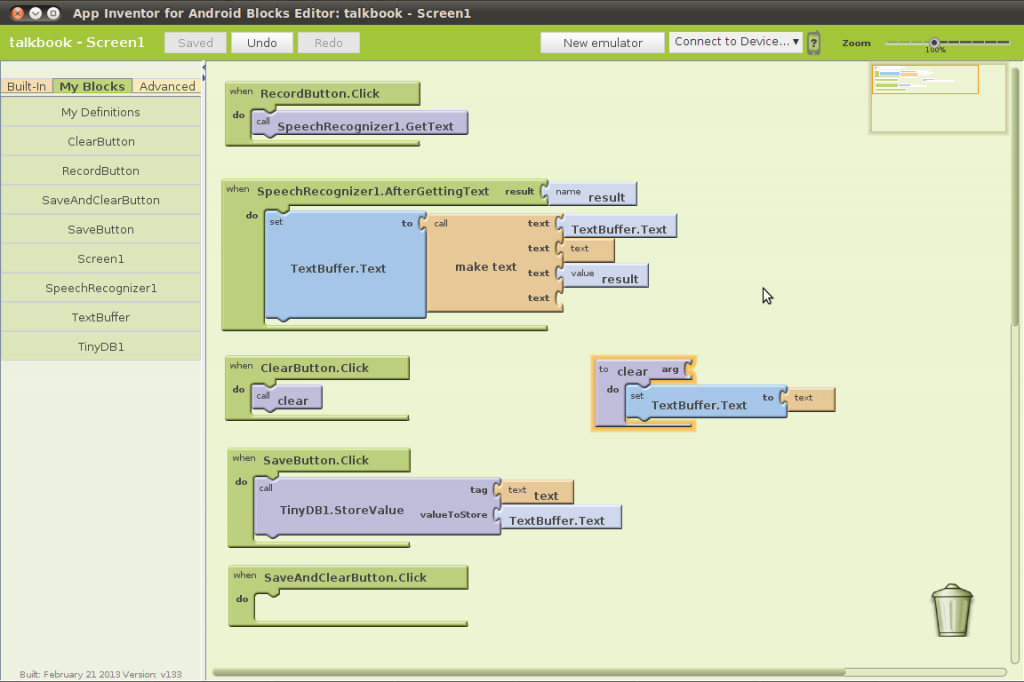 App Inventor for Android Blocks Editor: talkbook - Screen1
talkbook - Screen1
Saved
Undo
Redo
New emulator
Connect to Device...
?
Zoom
100%
Built-In
My Blocks
Advanced
My Definitions
ClearButton
RecordButton
SaveAndClearButton
SaveButton
Screen1
SpeechRecognizer1
TextBuffer
TinyDB1
when RecordButton.Click
do
call SpeechRecognizer1.GetText
when SpeechRecognizer1.AfterGettingText result
name result
do
set TextBuffer.Text to
call make text
text TextBuffer.Text
text text
text value result
text
when ClearButton.Click
do
call clear
to clear arg
do
set TextBuffer.Text to
text
when SaveButton.Click
do
call TinyDB1.StoreValue
tag text text
valueToStore TextBuffer.Text
when SaveAndClearButton.Click
do
Built: February 21 2013 Version: v133